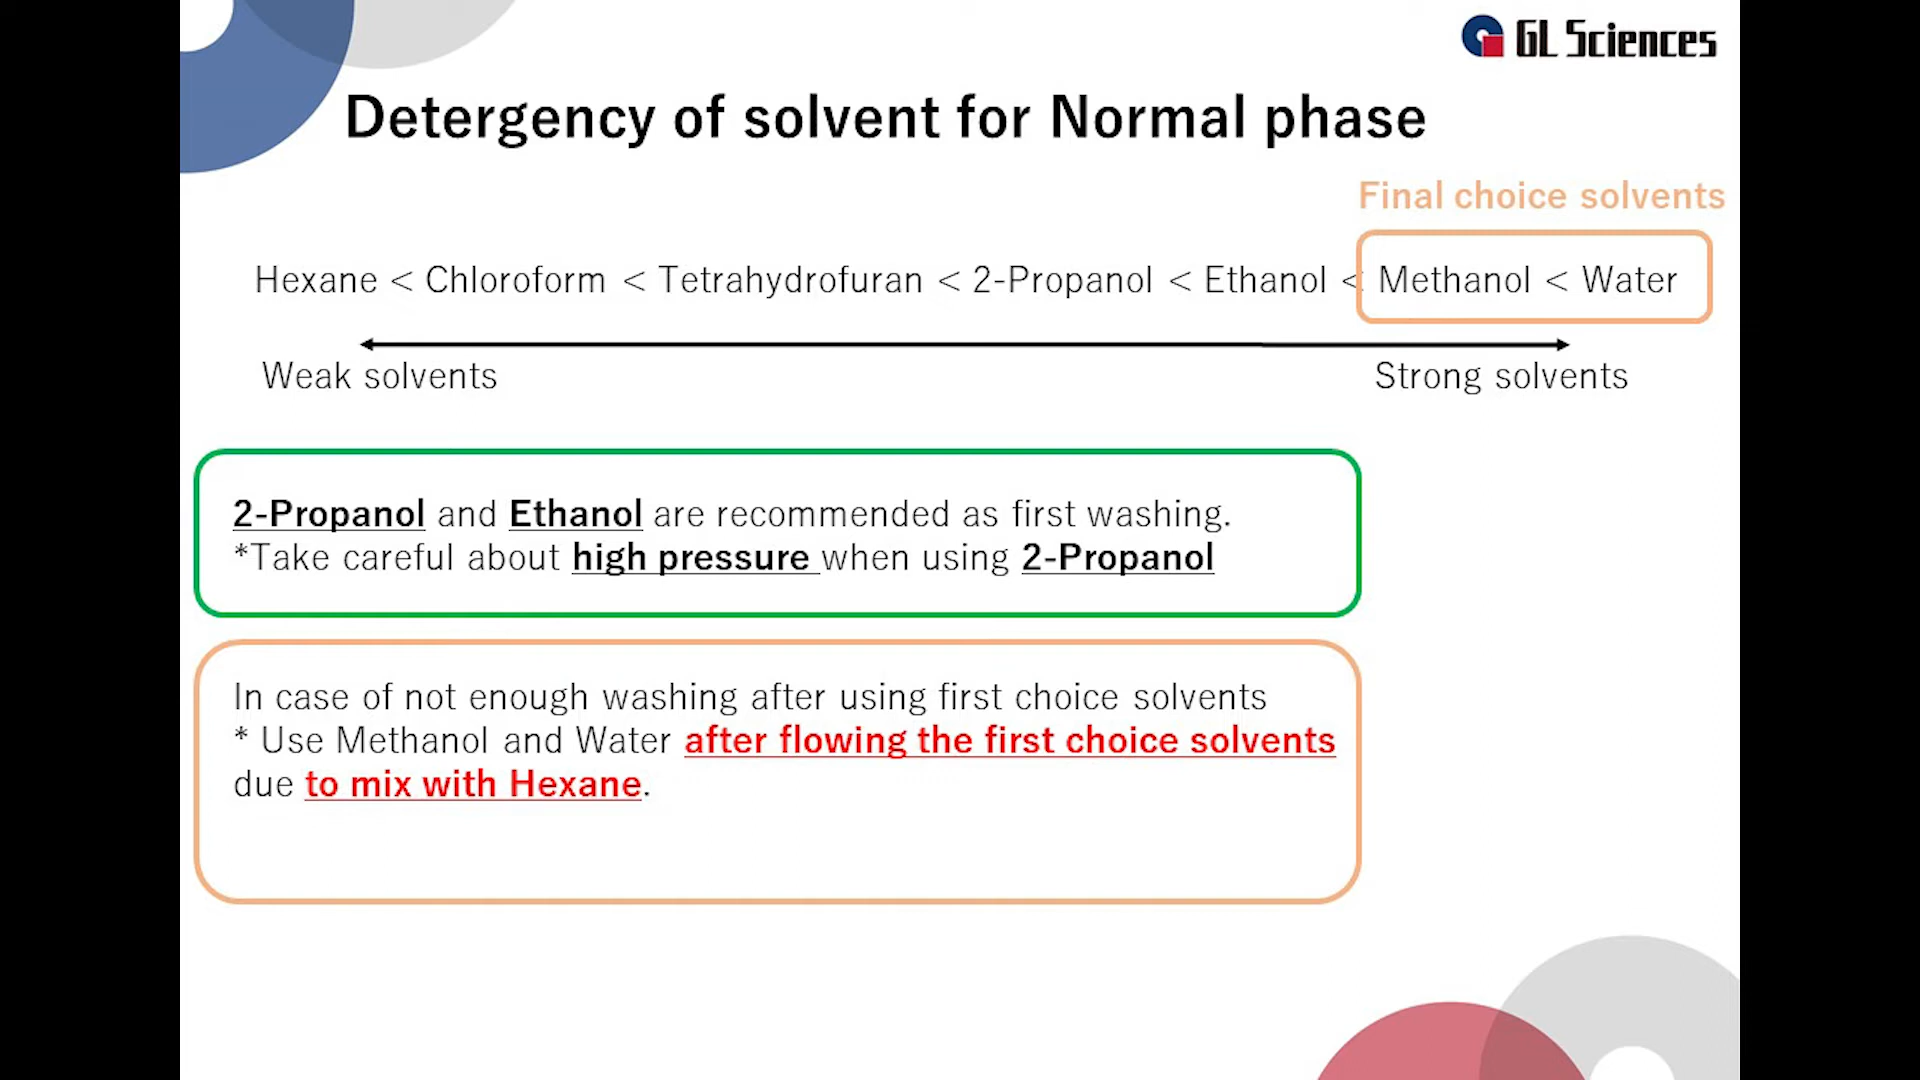 GL Sciences
Detergency of solvent for Normal phase
Final choice solvents
Hexane < Chloroform < Tetrahydrofuran < 2-Propanol < Ethanol < Methanol < Water
Weak solvents
Strong solvents
2-Propanol and Ethanol are recommended as first washing.
*Take careful about high pressure when using 2-Propanol
In case of not enough washing after using first choice solvents
* Use Methanol and Water after flowing the first choice solvents
due to mix with Hexane.